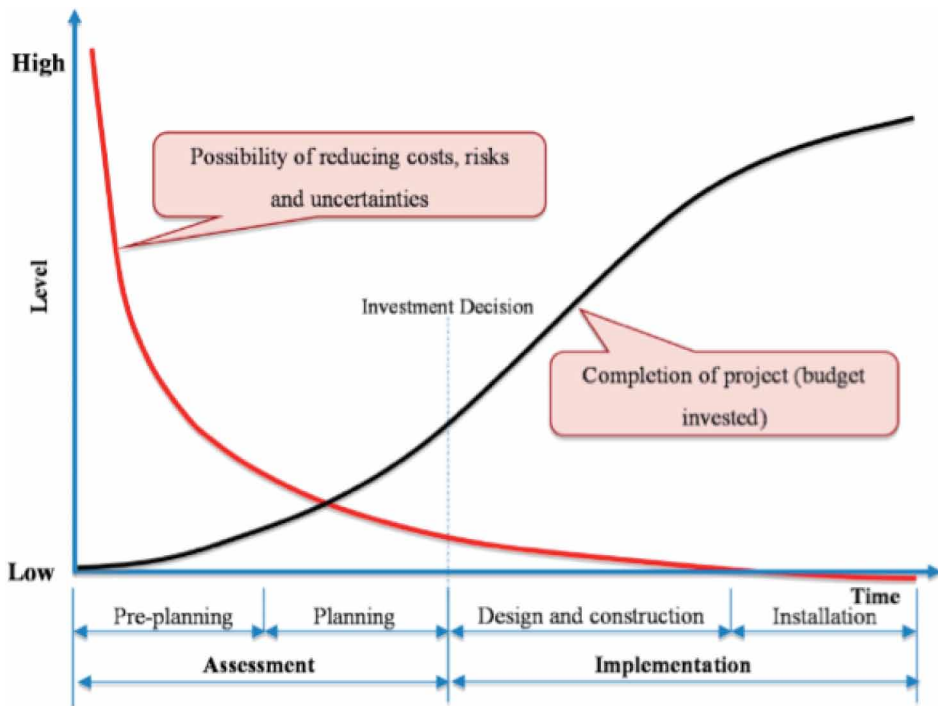 High
Possibility of reducing costs, risks
and uncertainties
Level
Investment Decision
Completion of project (budget
invested)
Low
Time
Pre-planning
Planning
Design and construction
Installation
Assessment
Implementation